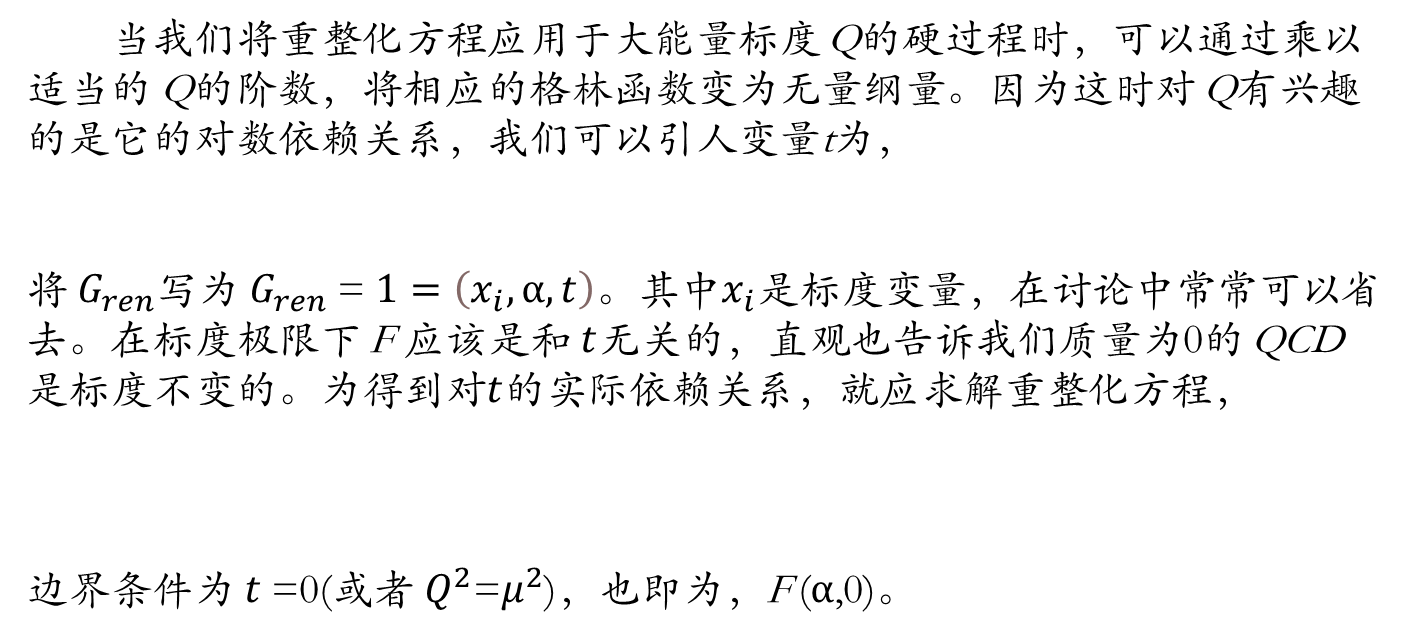 当我们将重整化方程应用于大能量标度Q的硬过程时，可以通过乘以
适当的Q的阶数，将相应的格林函数变为无量纲量。因为这时对Q有兴趣
的是它的对数依赖关系，我们可以引人变量t为，
将 G_ren 写为 G_ren = 1 = (x_i, α, t)。其中x_i是标度变量，在讨论中常常可以省
去。在标度极限下F应该是和t无关的，直观也告诉我们质量为0的QCD
是标度不变的。为得到对t的实际依赖关系，就应求解重整化方程，
边界条件为 t =0(或者 Q²=μ²)，也即为，F(α,0)。